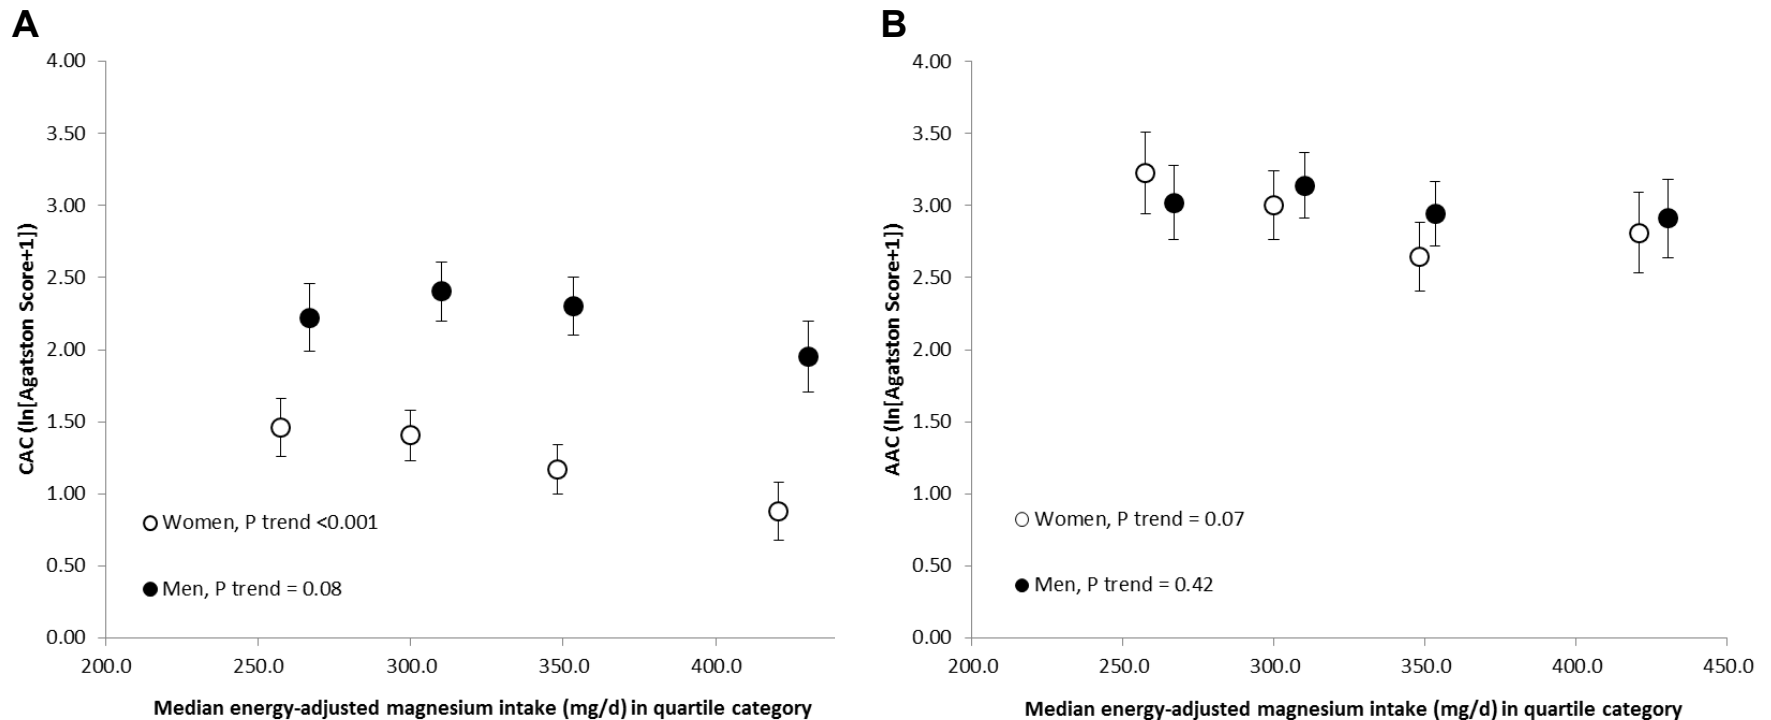 A
4.00
3.50
3.00
2.50
2.00
1.50
1.00
0.50
0.00
CAC (ln[Agatston Score+1])
Women, P trend <0.001
Men, P trend = 0.08
200.0 250.0 300.0 350.0 400.0
Median energy-adjusted magnesium intake (mg/d) in quartile category
B
4.00
3.50
3.00
2.50
2.00
1.50
1.00
0.50
0.00
AAC (ln[Agatston Score+1])
Women, P trend = 0.07
Men, P trend = 0.42
200.0 250.0 300.0 350.0 400.0 450.0
Median energy-adjusted magnesium intake (mg/d) in quartile category